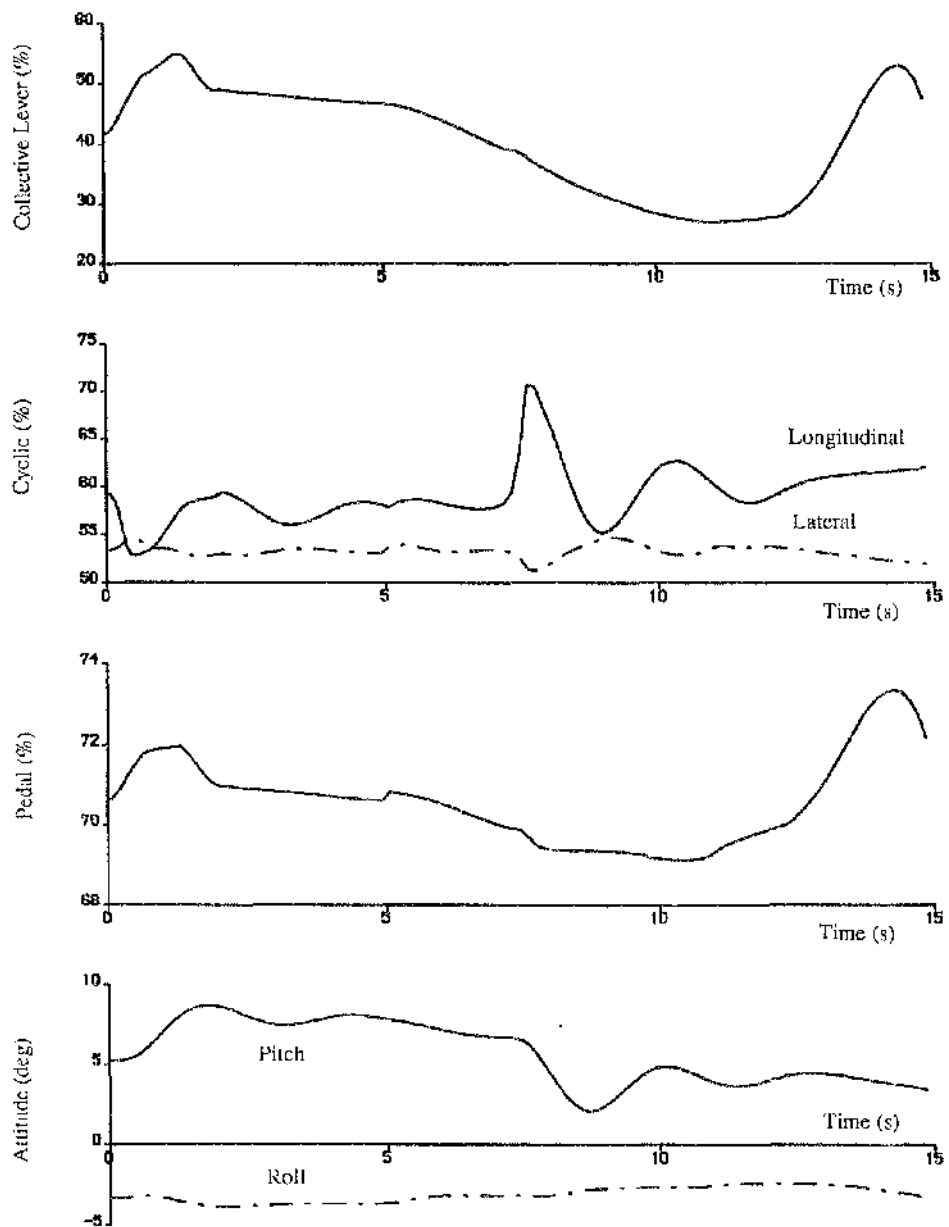 60
50
40
30
20
Collective Lever (%)
0 5 10 15
Time (s)
75
70
65
60
55
50
Cyclic (%)
Longitudinal
Lateral
0 5 10 15
Time (s)
74
72
70
68
Pedal (%)
0 5 10 15
Time (s)
10
5
0
-5
Attitude (deg)
Pitch
Time (s)
0 5 10 15
Roll